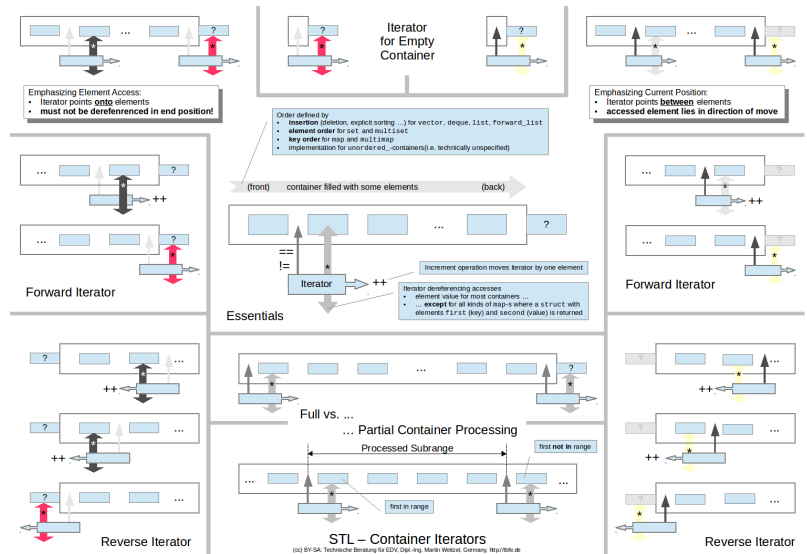 ? ... ? ? ...
* * * * * * *
Iterator
for Empty
Container
Emphasizing Element Access:
• Iterator points onto elements
• must not be derefenrenced in end position!
Emphasizing Current Position:
• Iterator points between elements
• accessed element lies in direction of move
Order defined by
• insertion (deletion, explicit sorting ...) for vector, deque, list, forward_list
• element order for set and multiset
• key order for map and multimap
• implementation for unordered_-containers(i.e. technically unspecified)
(front) container filled with some elements (back)
... ?
*
++
... ?
*
Forward Iterator
... ?
==
!=
*
Iterator
++
Increment operation moves iterator by one element
Iterator dereferencing accesses
• element value for most containers ...
• ... except for all kinds of map-s where a struct with
elements first (key) and second (value) is returned
Essentials
... ?
*
++
... ?
*
Forward Iterator
? ...
*
++
? ...
*
++
? ...
*
Reverse Iterator
... ?
* *
Full vs. ...
... Partial Container Processing
Processed Subrange
first not in range
... ... ...
* *
first in range
STL – Container Iterators
(cc) BY-SA: Technische Beratung für EDV, Dipl.-Ing. Martin Weitzel, Germany, http://tbfe.de
? ...
*
++
? ...
*
++
? ...
*
Reverse Iterator